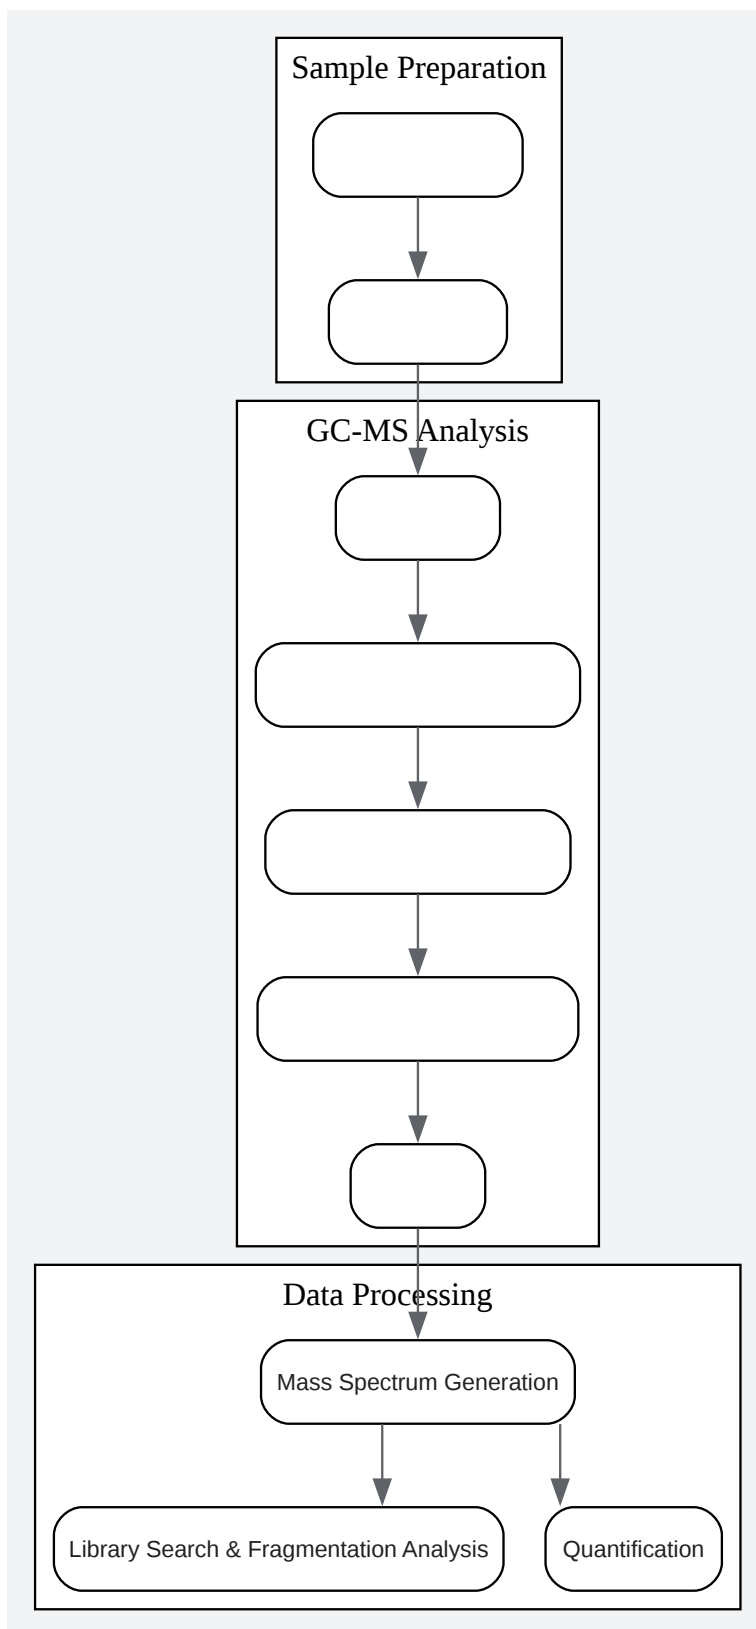 Sample Preparation
GC-MS Analysis
Data Processing
Mass Spectrum Generation
Library Search & Fragmentation Analysis
Quantification